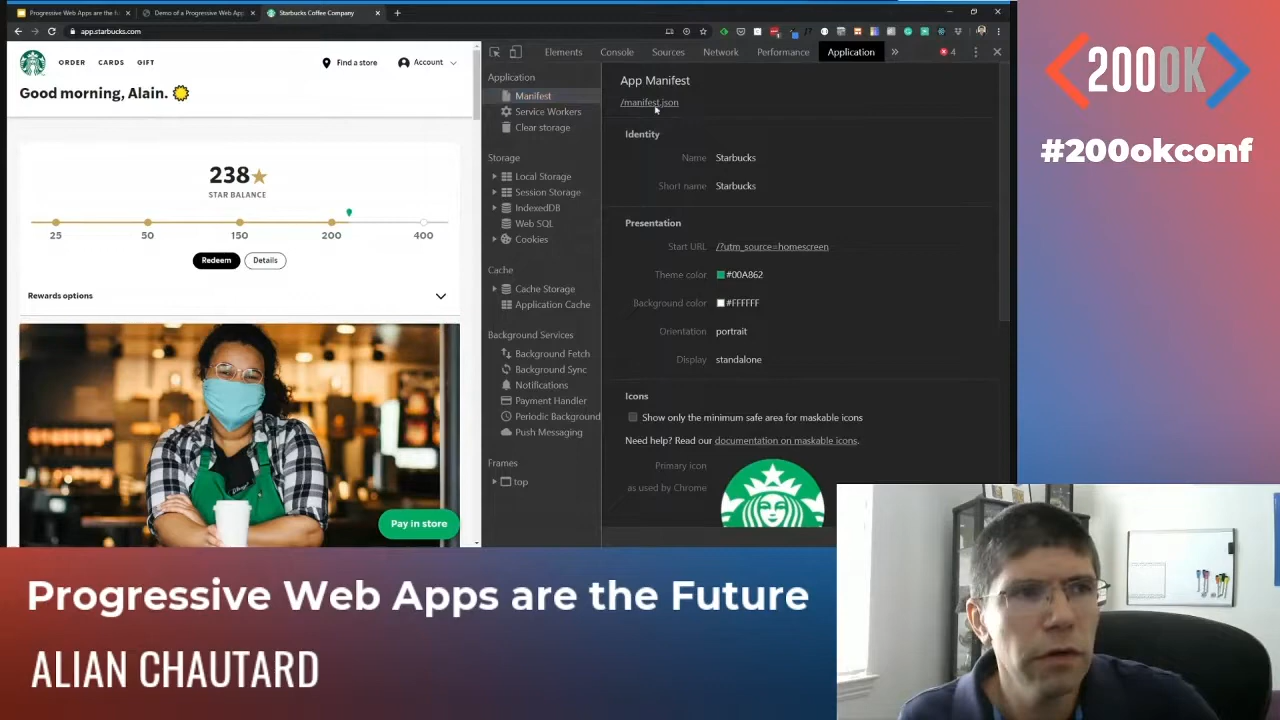 Progressive Web Apps are the fu
Demo of a Progressive Web App
Starbucks Coffee Company
app.starbucks.com
ORDER CARDS GIFT
Find a store
Account
Good morning, Alain.
238
STAR BALANCE
25 50 150 200 400
Redeem
Details
Rewards options
Pay in store
Elements Console Sources Network Performance Application » 4
Application
Manifest
Service Workers
Clear storage
Storage
Local Storage
Session Storage
IndexedDB
Web SQL
Cookies
Cache
Cache Storage
Application Cache
Background Services
Background Fetch
Background Sync
Notifications
Payment Handler
Periodic Background
Push Messaging
Frames
top
App Manifest
/manifest.json
Identity
Name Starbucks
Short name Starbucks
Presentation
Start URL /?utm_source=homescreen
Theme color #00A862
Background color #FFFFFF
Orientation portrait
Display standalone
Icons
Show only the minimum safe area for maskable icons
Need help? Read our documentation on maskable icons.
Primary icon
as used by Chrome
200OK
#200okconf
Progressive Web Apps are the Future
ALIAN CHAUTARD